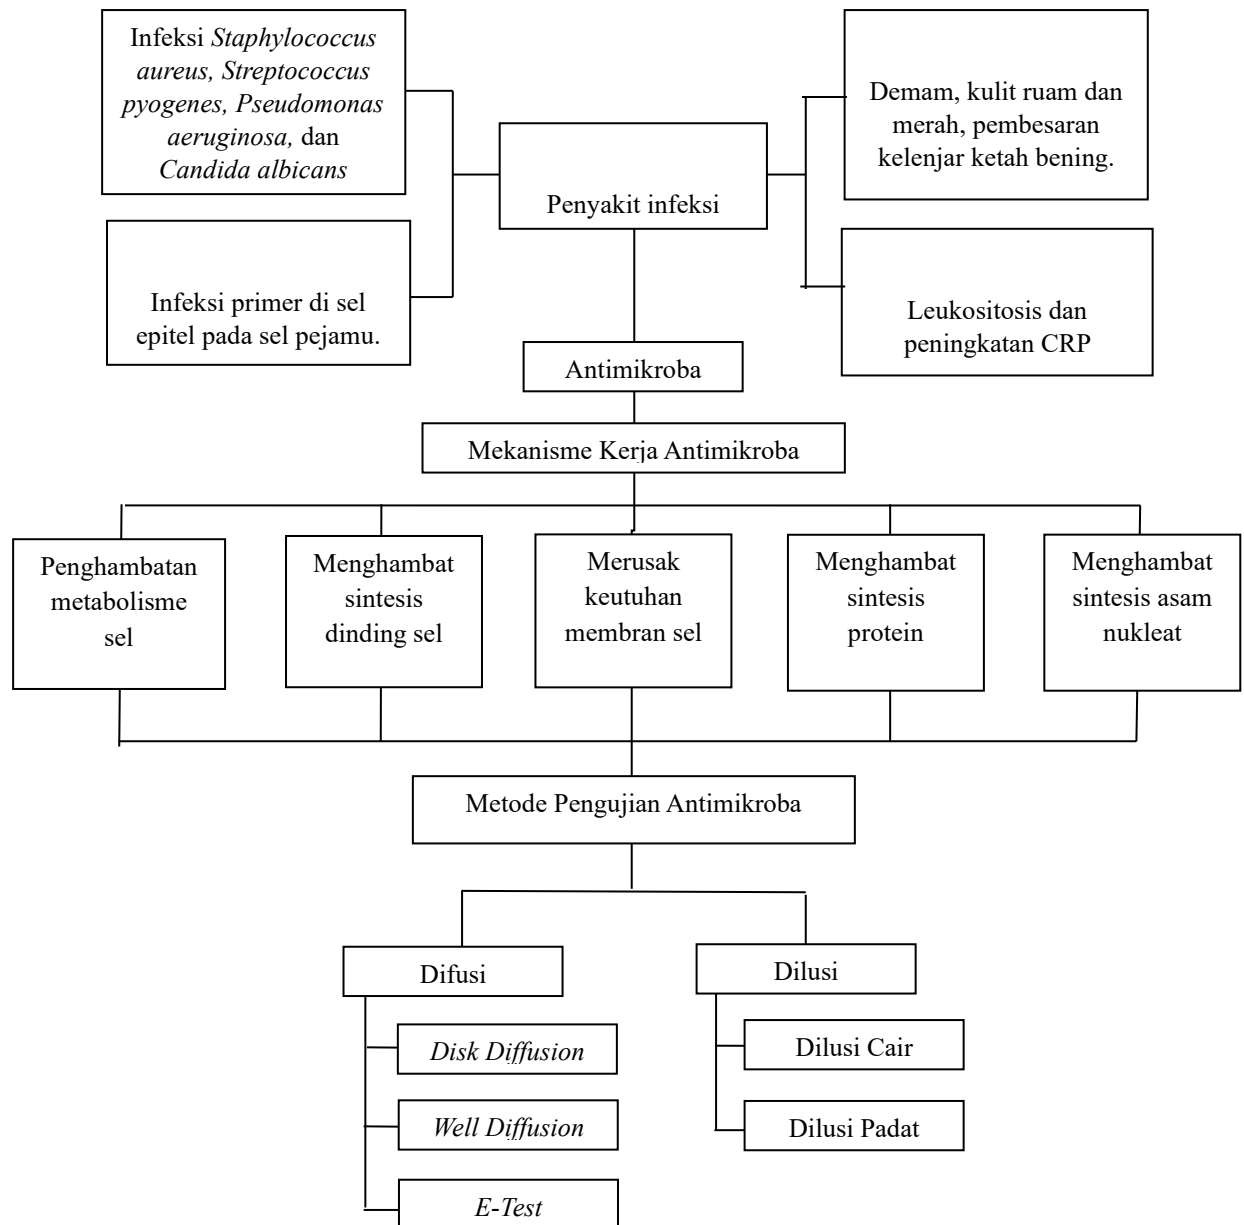 Infeksi Staphylococcus
aureus, Streptococcus
pyogenes, Pseudomonas
aeruginosa, dan
Candida albicans
Demam, kulit ruam dan
merah, pembesaran
kelenjar ketah bening.
Penyakit infeksi
Infeksi primer di sel
epitel pada sel pejamu.
Leukositosis dan
peningkatan CRP
Antimikroba
Mekanisme Kerja Antimikroba
Penghambatan
metabolisme
sel
Menghambat
sintesis
dinding sel
Merusak
keutuhan
membran sel
Menghambat
sintesis
protein
Menghambat
sintesis asam
nukleat
Metode Pengujian Antimikroba
Difusi
Disk Diffusion
Well Diffusion
E-Test
Dilusi
Dilusi Cair
Dilusi Padat